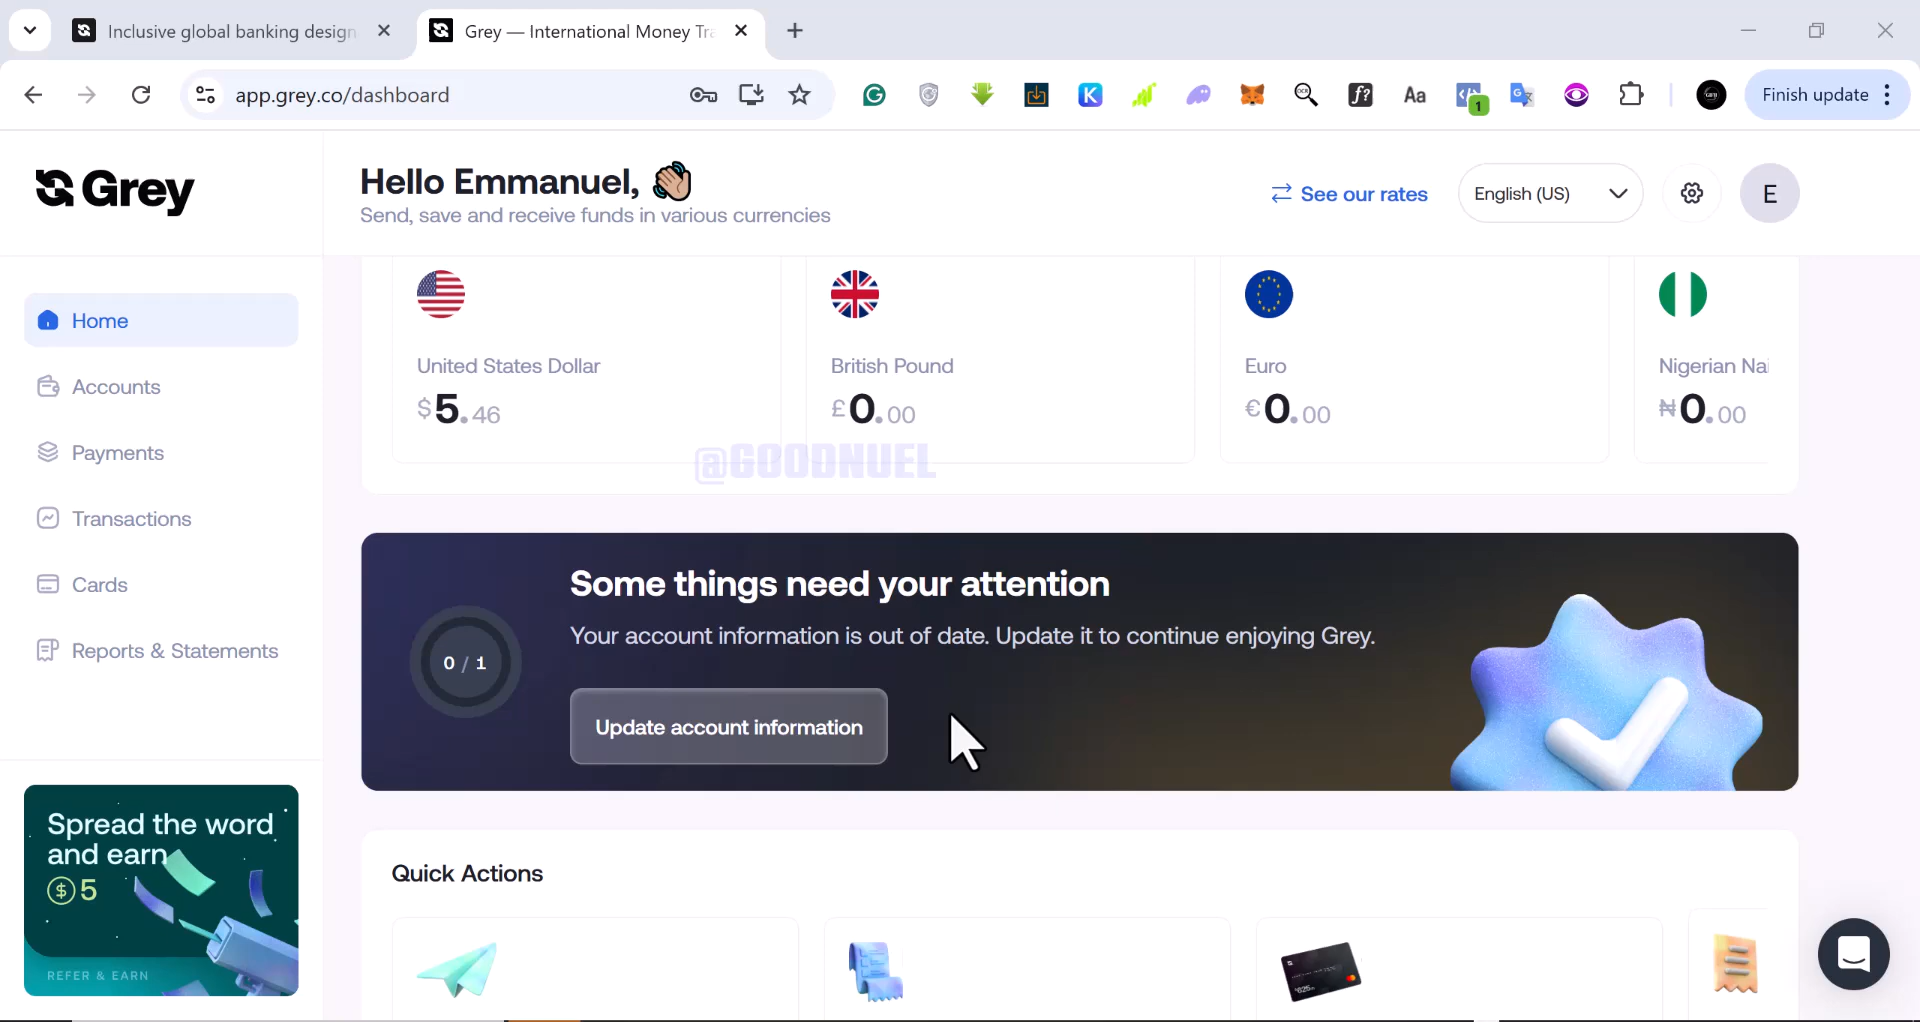 Inclusive global banking design
Grey — International Money Tra
app.grey.co/dashboard
Finish update
Grey
Hello Emmanuel,
Send, save and receive funds in various currencies
See our rates
English (US)
E
Home
Accounts
Payments
Transactions
Cards
Reports & Statements
United States Dollar
$5.46
British Pound
£0.00
Euro
€0.00
Nigerian Nai
₦0.00
@GOODNUEL
Some things need your attention
Your account information is out of date. Update it to continue enjoying Grey.
0 / 1
Update account information
Spread the word
and earn
$5
REFER & EARN
Quick Actions